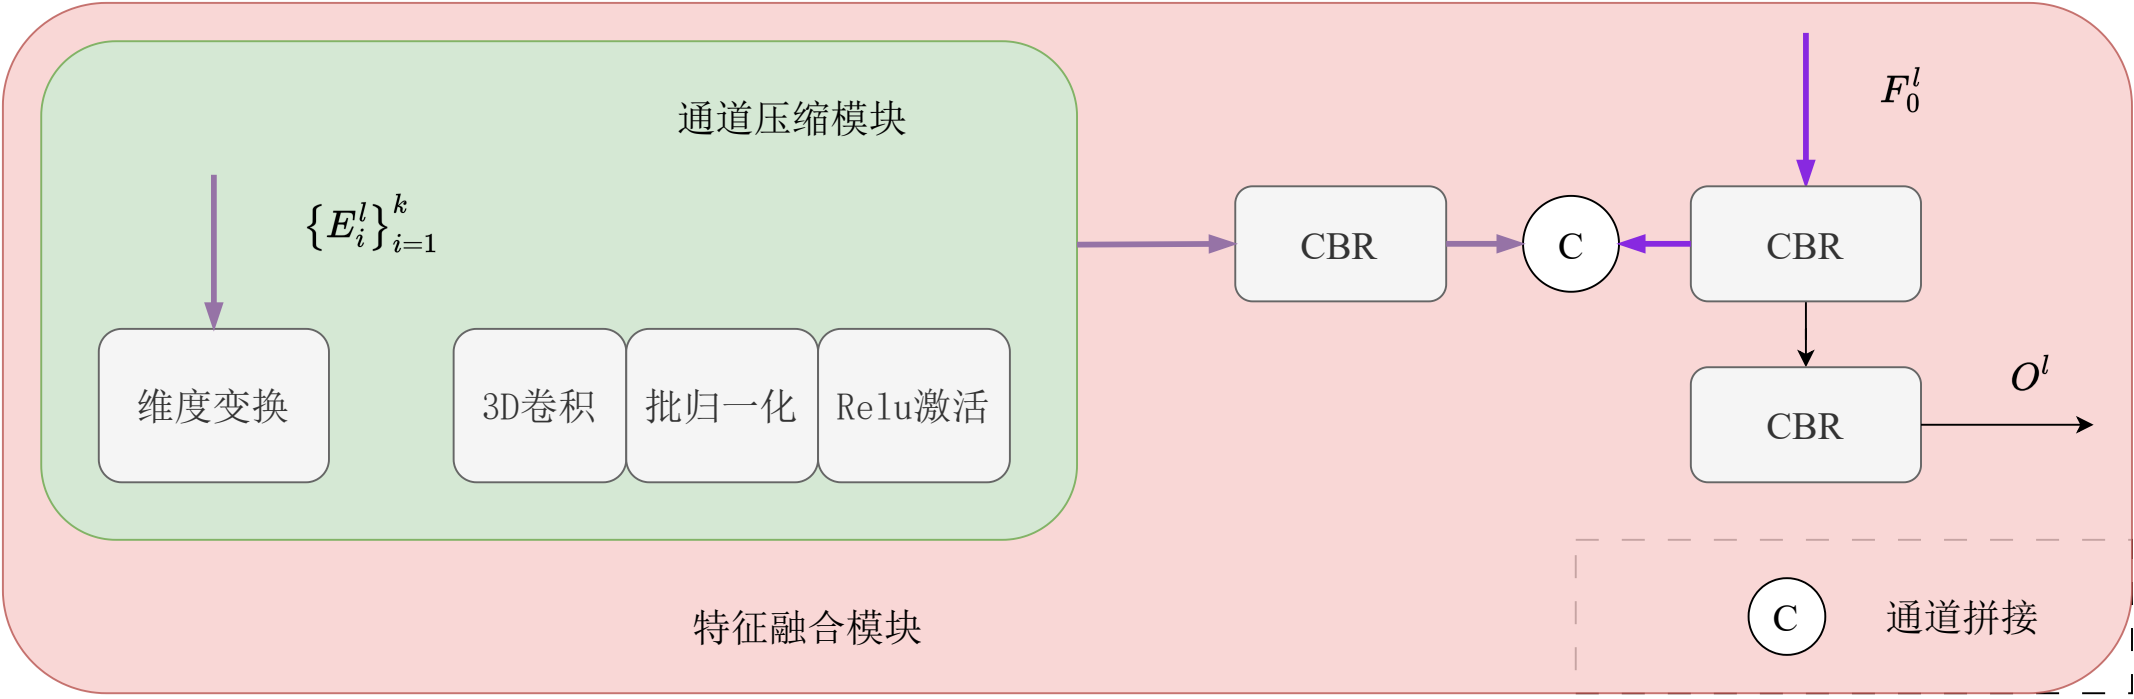 通道压缩模块
$F_0^l$
$\{E_i^l\}_{i=1}^k$
CBR
C
CBR
维度变换
3D卷积
批归一化
Relu激活
CBR
$O^l$
特征融合模块
C
通道拼接